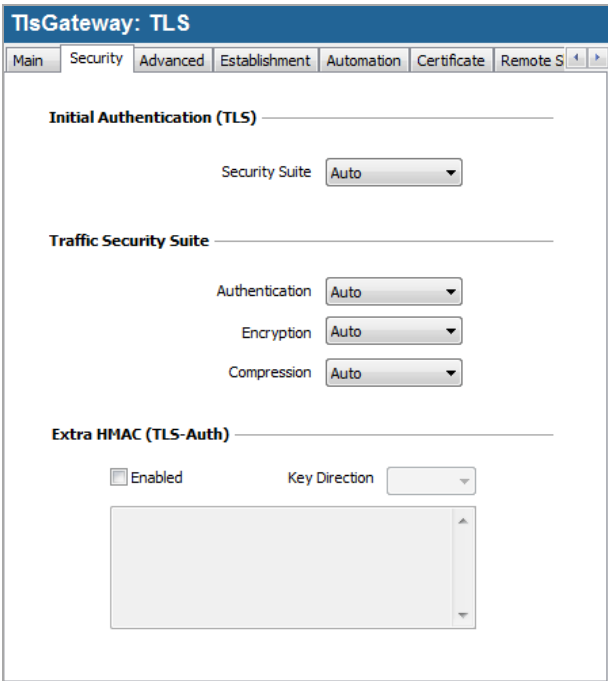 TlsGateway: TLS
Main Security Advanced Establishment Automation Certificate Remote S
Initial Authentication (TLS)
Security Suite Auto
Traffic Security Suite
Authentication Auto
Encryption Auto
Compression Auto
Extra HMAC (TLS-Auth)
Enabled Key Direction